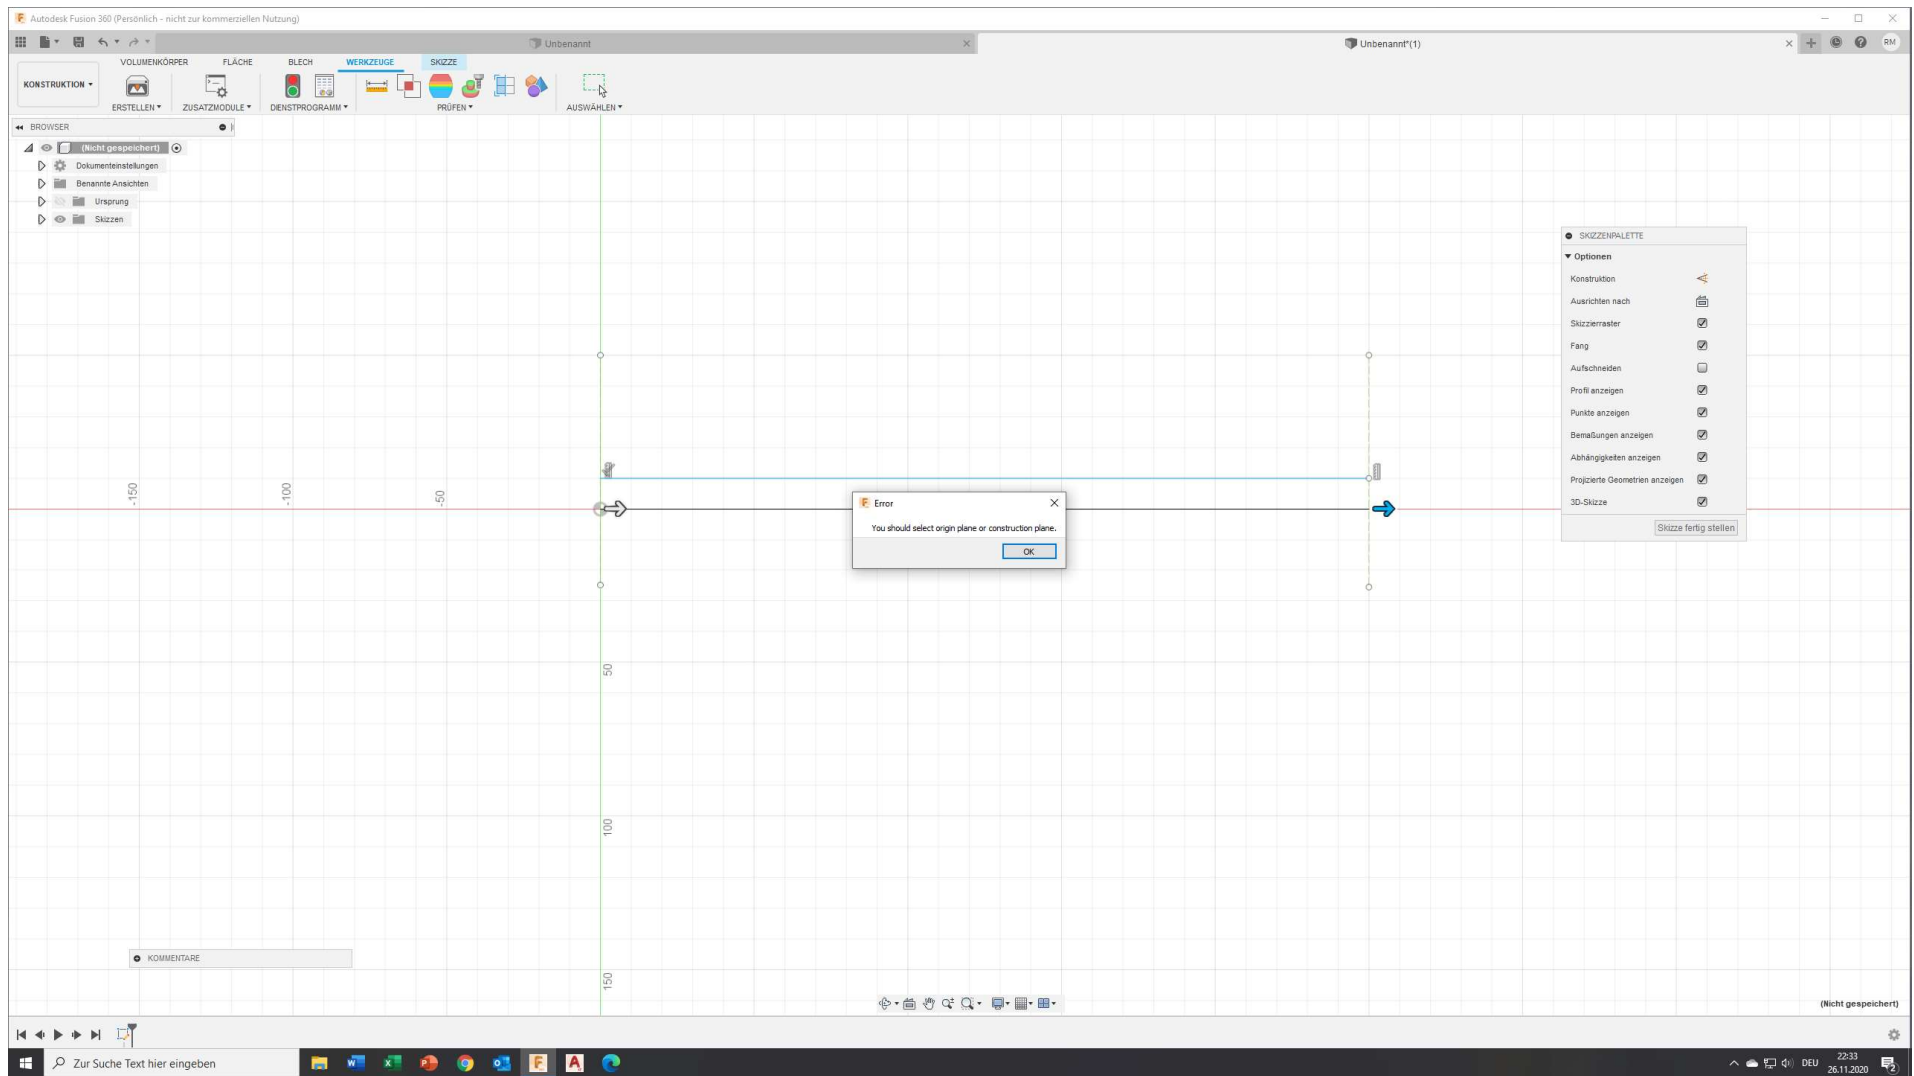 Autodesk Fusion 360 (Persönlich - nicht zur kommerziellen Nutzung)
Unbenannt
Unbenannt*(1)
RM
VOLUMENKÖRPER FLÄCHE BLECH WERKZEUGE SKIZZE
KONSTRUKTION
ERSTELLEN ZUSATZMODULE DIENSTPROGRAMM PRÜFEN AUSWÄHLEN
BROWSER
(Nicht gespeichert)
Dokumenteinstellungen
Benannte Ansichten
Ursprung
Skizzen
SKIZZENPALETTE
Optionen
Konstruktion
Ausrichten nach
Skizzierraster
Fang
Aufschneiden
Profil anzeigen
Punkte anzeigen
Bemaßungen anzeigen
Abhängigkeiten anzeigen
Projizierte Geometrien anzeigen
3D-Skizze
Skizze fertig stellen
-150
-100
-50
Error
You should select origin plane or construction plane.
OK
50
100
150
KOMMENTARE
(Nicht gespeichert)
Zur Suche Text hier eingeben
DEU
22:33
26.11.2020
2